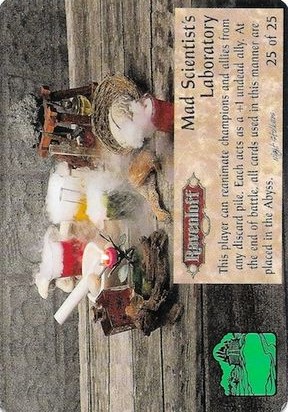 Mad Scientist's
Laboratory
Ravenloft
This player can reanimate champions and allies from
any discard pile. Each acts as a +1 undead ally. At
the end of battle, all cards used in this manner are
placed in the Abyss.
25 of 25